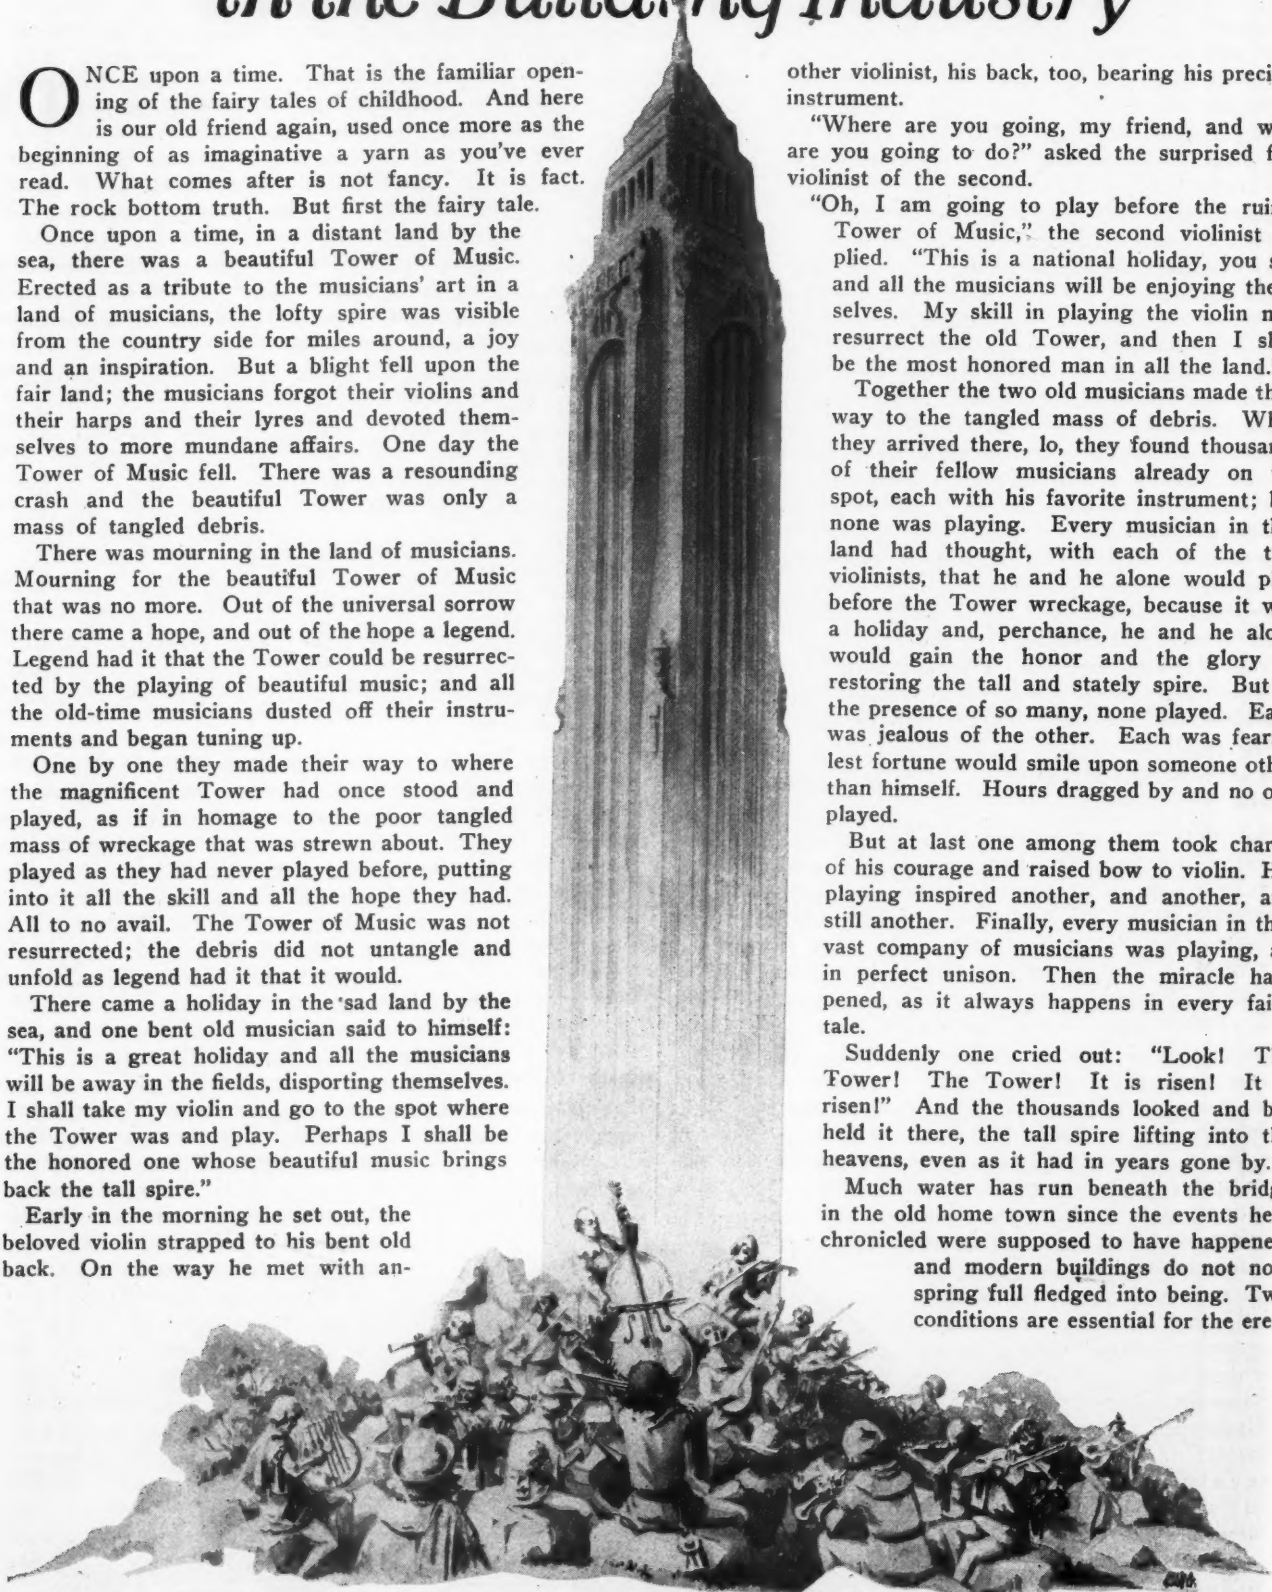 in the Building Industry
ONCE upon a time. That is the familiar open-
ing of the fairy tales of childhood. And here
is our old friend again, used once more as the
beginning of as imaginative a yarn as you've ever
read. What comes after is not fancy. It is fact.
The rock bottom truth. But first the fairy tale.
Once upon a time, in a distant land by the
sea, there was a beautiful Tower of Music.
Erected as a tribute to the musicians' art in a
land of musicians, the lofty spire was visible
from the country side for miles around, a joy
and an inspiration. But a blight fell upon the
fair land; the musicians forgot their violins and
their harps and their lyres and devoted them-
selves to more mundane affairs. One day the
Tower of Music fell. There was a resounding
crash and the beautiful Tower was only a
mass of tangled debris.
There was mourning in the land of musicians.
Mourning for the beautiful Tower of Music
that was no more. Out of the universal sorrow
there came a hope, and out of the hope a legend.
Legend had it that the Tower could be resurrec-
ted by the playing of beautiful music; and all
the old-time musicians dusted off their instru-
ments and began tuning up.
One by one they made their way to where
the magnificent Tower had once stood and
played, as if in homage to the poor tangled
mass of wreckage that was strewn about. They
played as they had never played before, putting
into it all the skill and all the hope they had.
All to no avail. The Tower of Music was not
resurrected; the debris did not untangle and
unfold as legend had it that it would.
There came a holiday in the sad land by the
sea, and one bent old musician said to himself:
"This is a great holiday and all the musicians
will be away in the fields, disporting themselves.
I shall take my violin and go to the spot where
the Tower was and play. Perhaps I shall be
the honored one whose beautiful music brings
back the tall spire."
Early in the morning he set out, the
beloved violin strapped to his bent old
back. On the way he met with an-
other violinist, his back, too, bearing his preci
instrument.
"Where are you going, my friend, and w
are you going to do?" asked the surprised f
violinist of the second.
"Oh, I am going to play before the ruin
Tower of Music," the second violinist
plied. "This is a national holiday, you s
and all the musicians will be enjoying the
selves. My skill in playing the violin m
resurrect the old Tower, and then I sh
be the most honored man in all the land.
Together the two old musicians made th
way to the tangled mass of debris. Wh
they arrived there, lo, they found thousan
of their fellow musicians already on
spot, each with his favorite instrument; b
none was playing. Every musician in th
land had thought, with each of the t
violinists, that he and he alone would p
before the Tower wreckage, because it w
a holiday and, perchance, he and he alo
would gain the honor and the glory
restoring the tall and stately spire. But
the presence of so many, none played. Ea
was jealous of the other. Each was fear
lest fortune would smile upon someone oth
than himself. Hours dragged by and no o
played.
But at last one among them took char
of his courage and raised bow to violin. H
playing inspired another, and another, a
still another. Finally, every musician in th
vast company of musicians was playing, a
in perfect unison. Then the miracle ha
pened, as it always happens in every fai
tale.
Suddenly one cried out: "Look! T
Tower! The Tower! It is risen! It
risen!" And the thousands looked and b
held it there, the tall spire lifting into th
heavens, even as it had in years gone by.
Much water has run beneath the bridg
in the old home town since the events he
chronicled were supposed to have happene
and modern buildings do not no
spring full fledged into being. Tw
conditions are essential for the ere